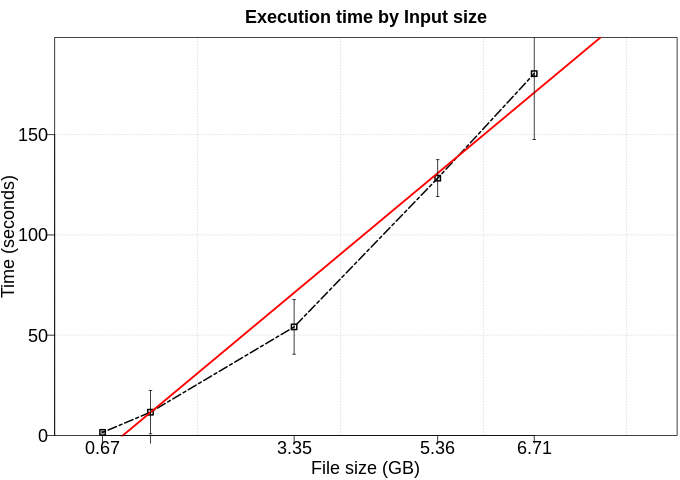 Execution time by Input size
Time (seconds)
150
100
50
0
0.67 3.35 5.36 6.71
File size (GB)